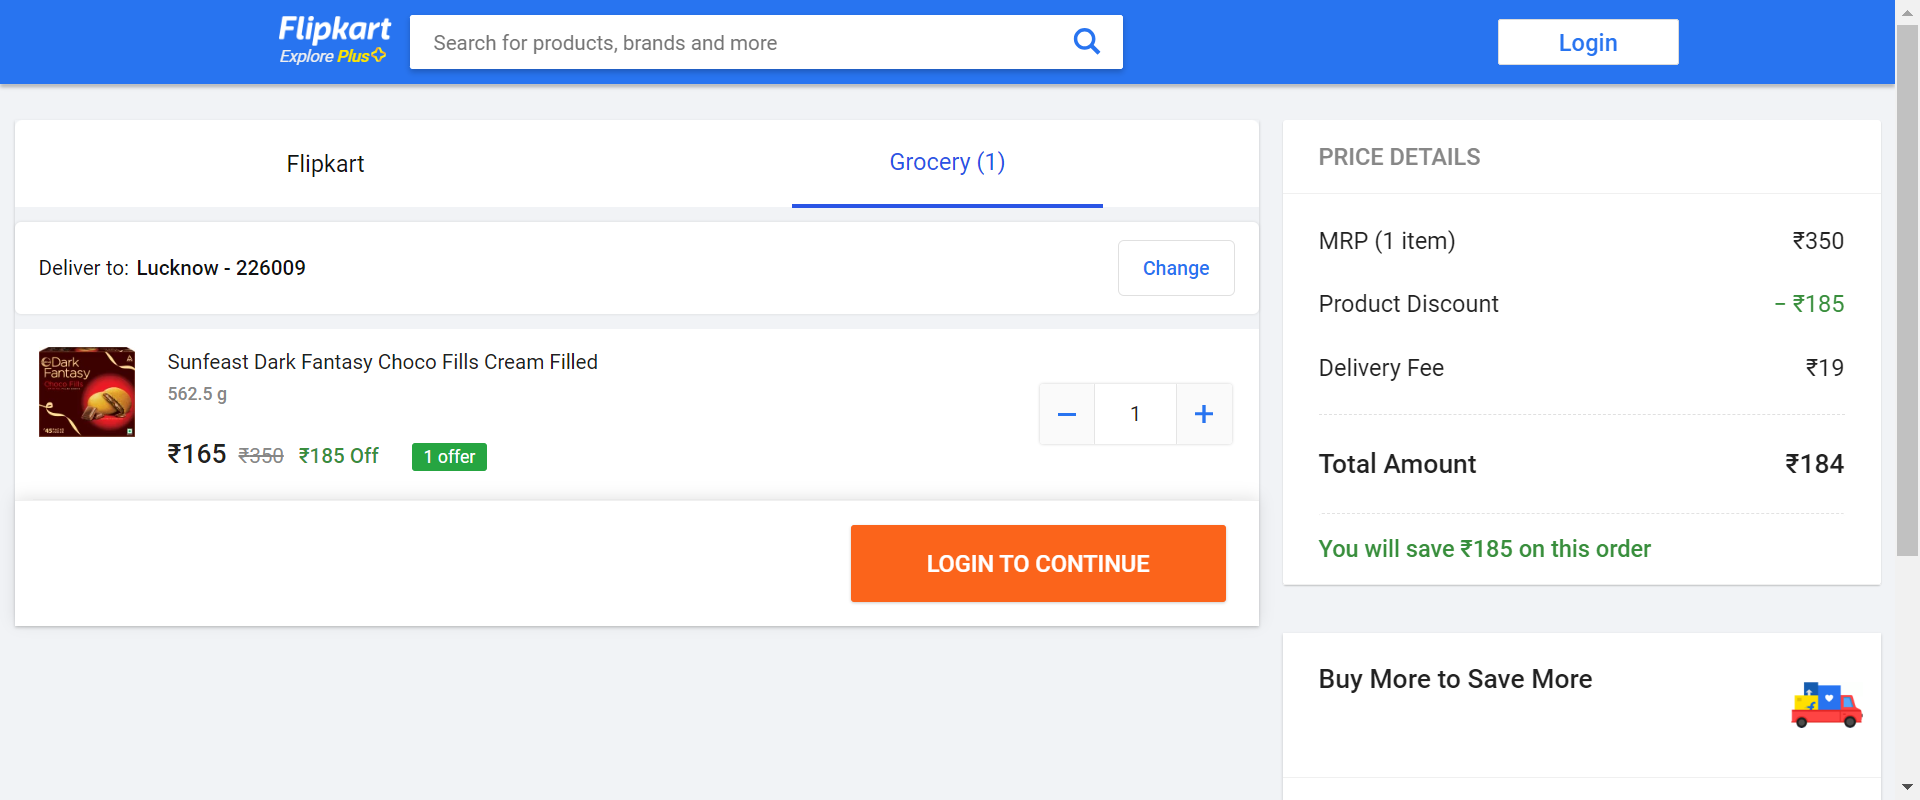 Flipkart
Explore Plus
Search for products, brands and more
Login
Flipkart
Grocery (1)
Deliver to: Lucknow - 226009
Change
Dark
Fantasy
Choco Fills
Sunfeast Dark Fantasy Choco Fills Cream Filled
562.5 g
₹165 ₹350 ₹185 Off 1 offer
1
LOGIN TO CONTINUE
PRICE DETAILS
MRP (1 item) ₹350
Product Discount − ₹185
Delivery Fee ₹19
Total Amount ₹184
You will save ₹185 on this order
Buy More to Save More